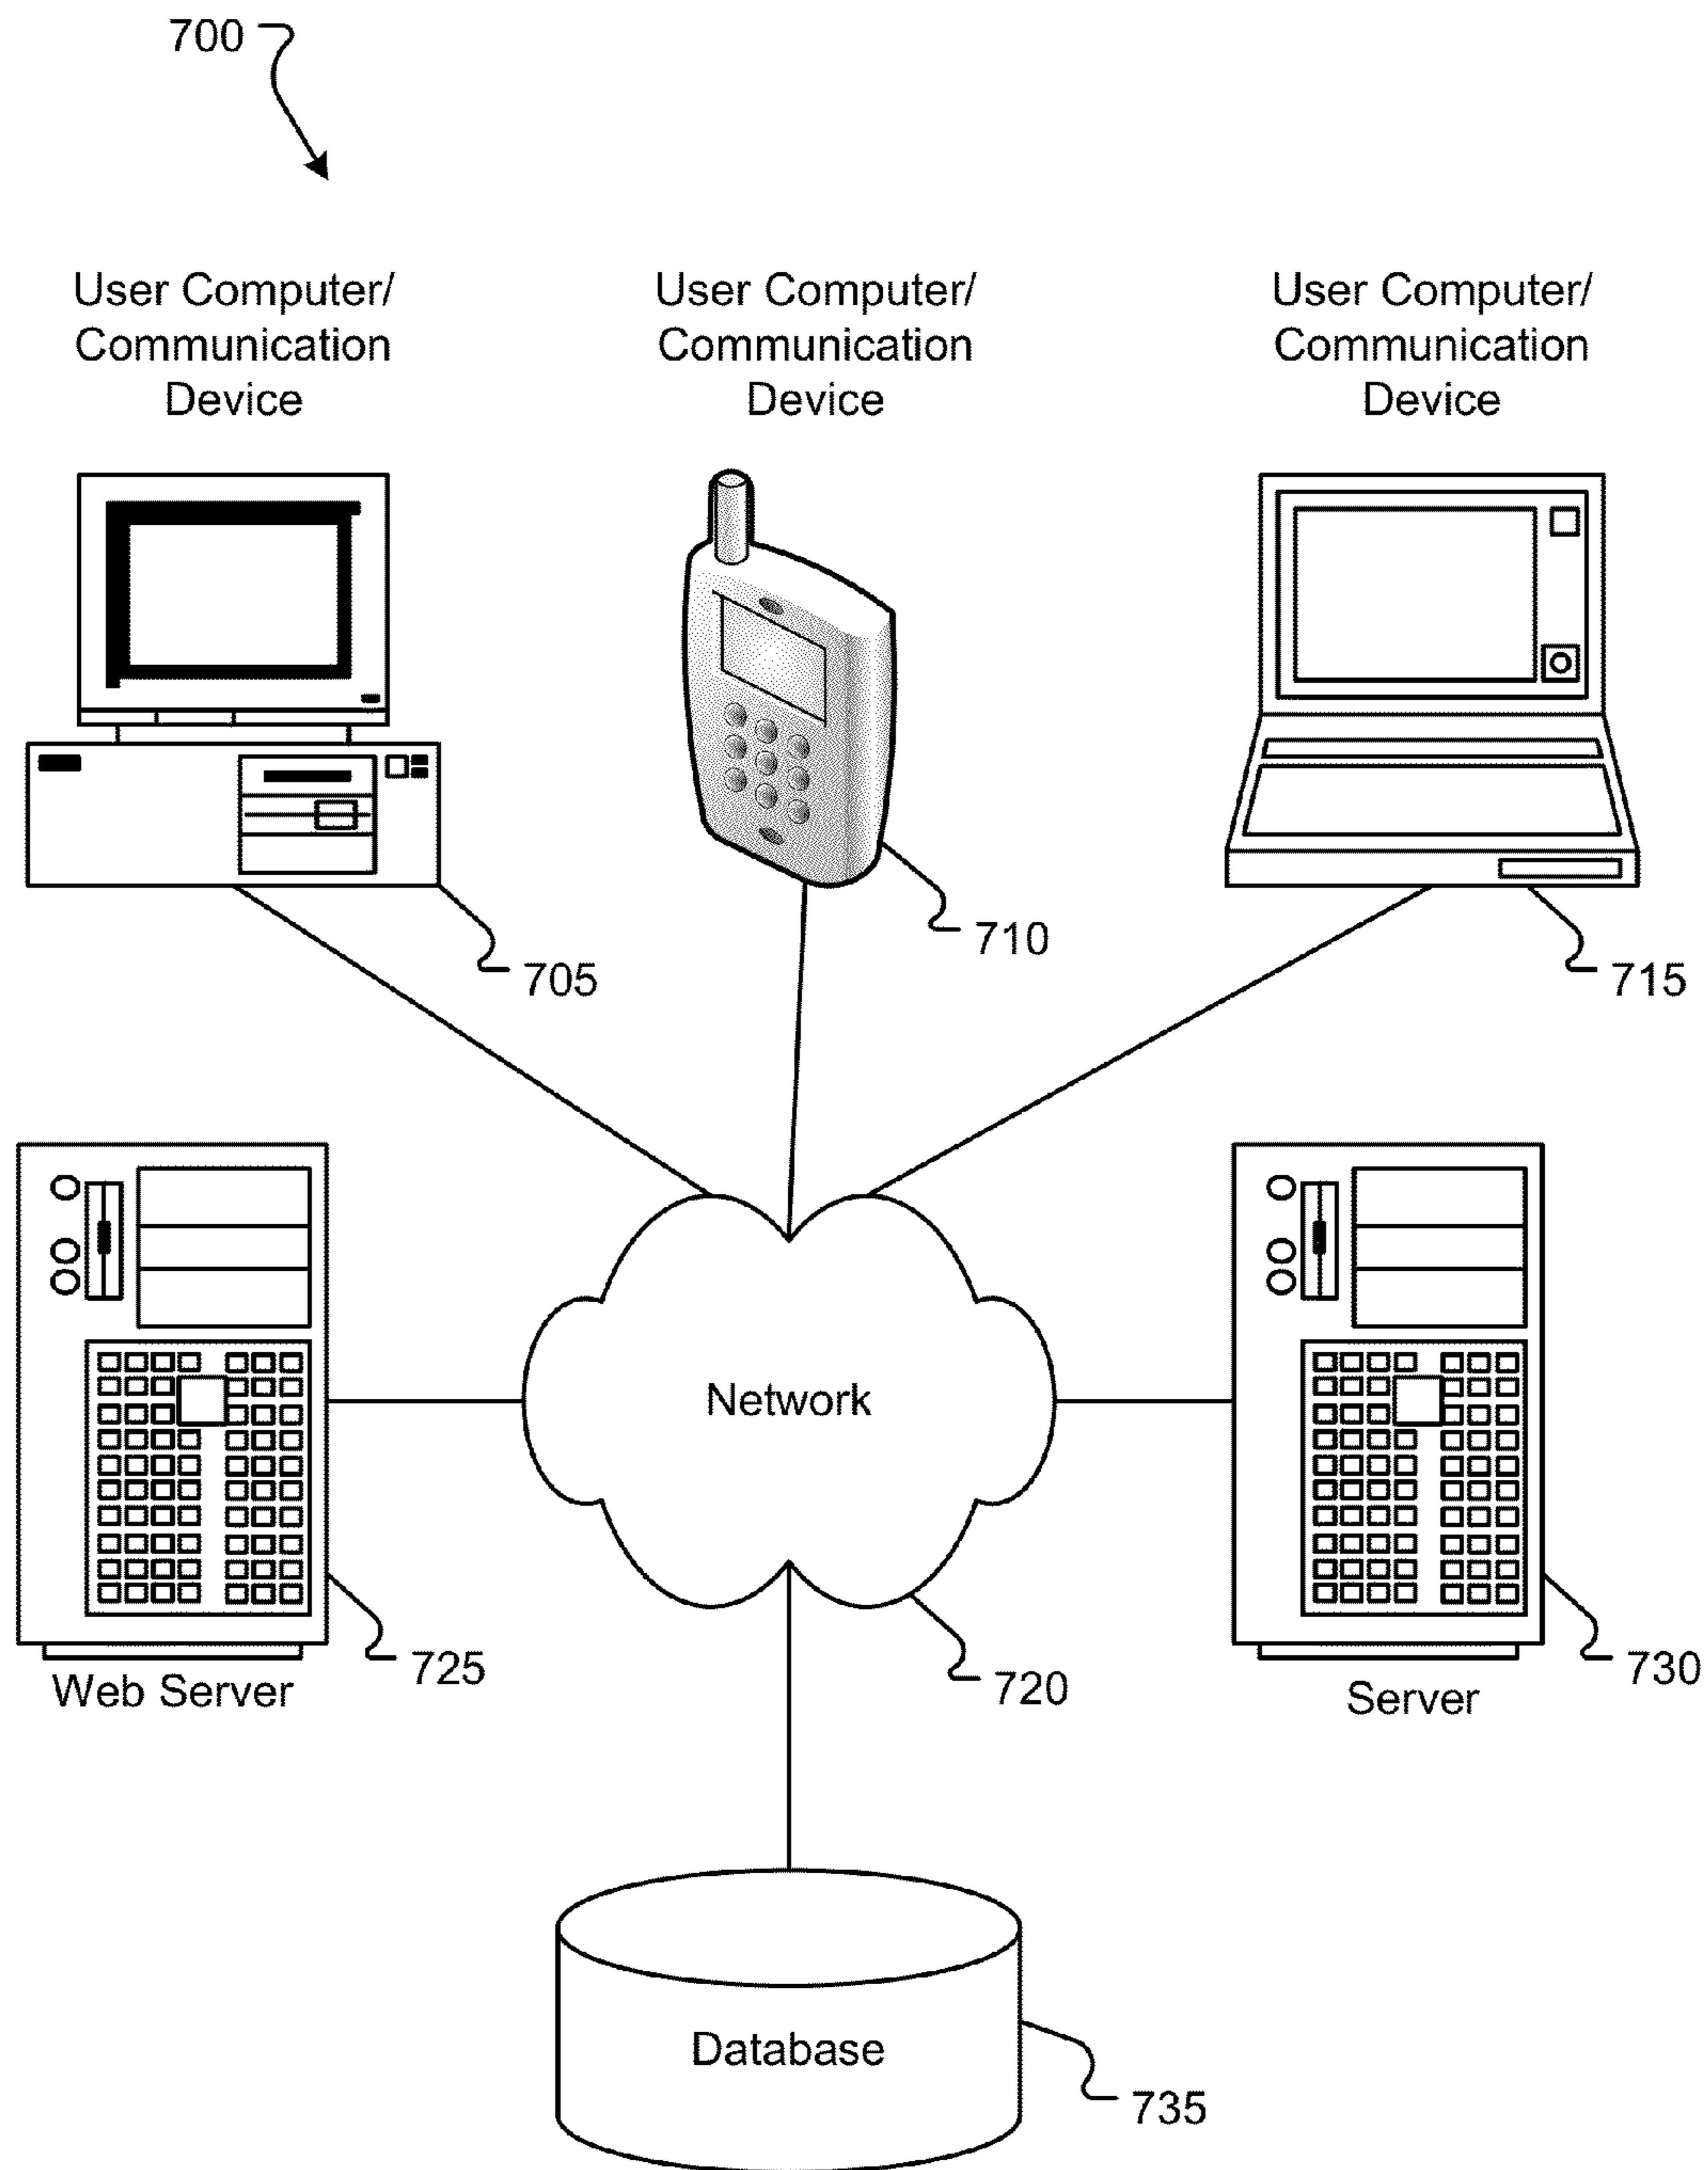 700
User Computer/
Communication
Device
User Computer/
Communication
Device
User Computer/
Communication
Device
705
710
715
Network
725
720
730
Web Server
Server
Database
735